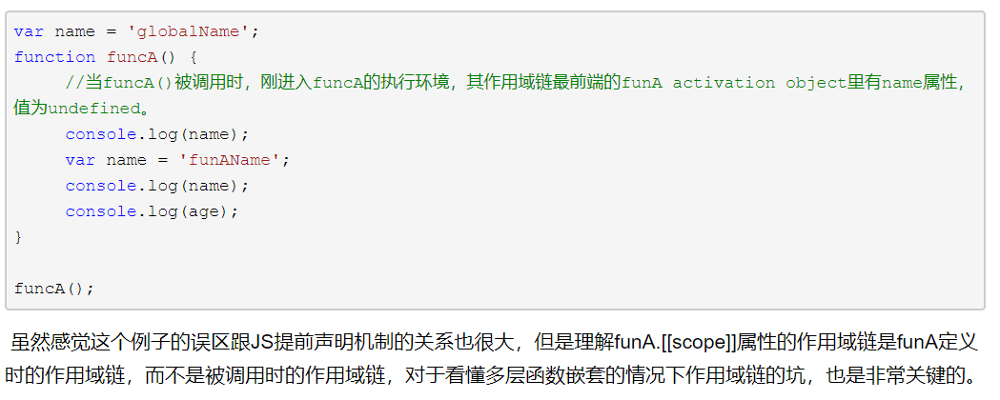 var name = 'globalName';
function funcA() {
//当funcA()被调用时，刚进入funcA的执行环境，其作用域链最前端的funA activation object里有name属性，
值为undefined。
console.log(name);
var name = 'funAName';
console.log(name);
console.log(age);
}
funcA();
虽然感觉这个例子的误区跟JS提前声明机制的关系也很大，但是理解funA.[[scope]]属性的作用域链是funA定义
时的作用域链，而不是被调用时的作用域链，对于看懂多层函数嵌套的情况下作用域链的坑，也是非常关键的。